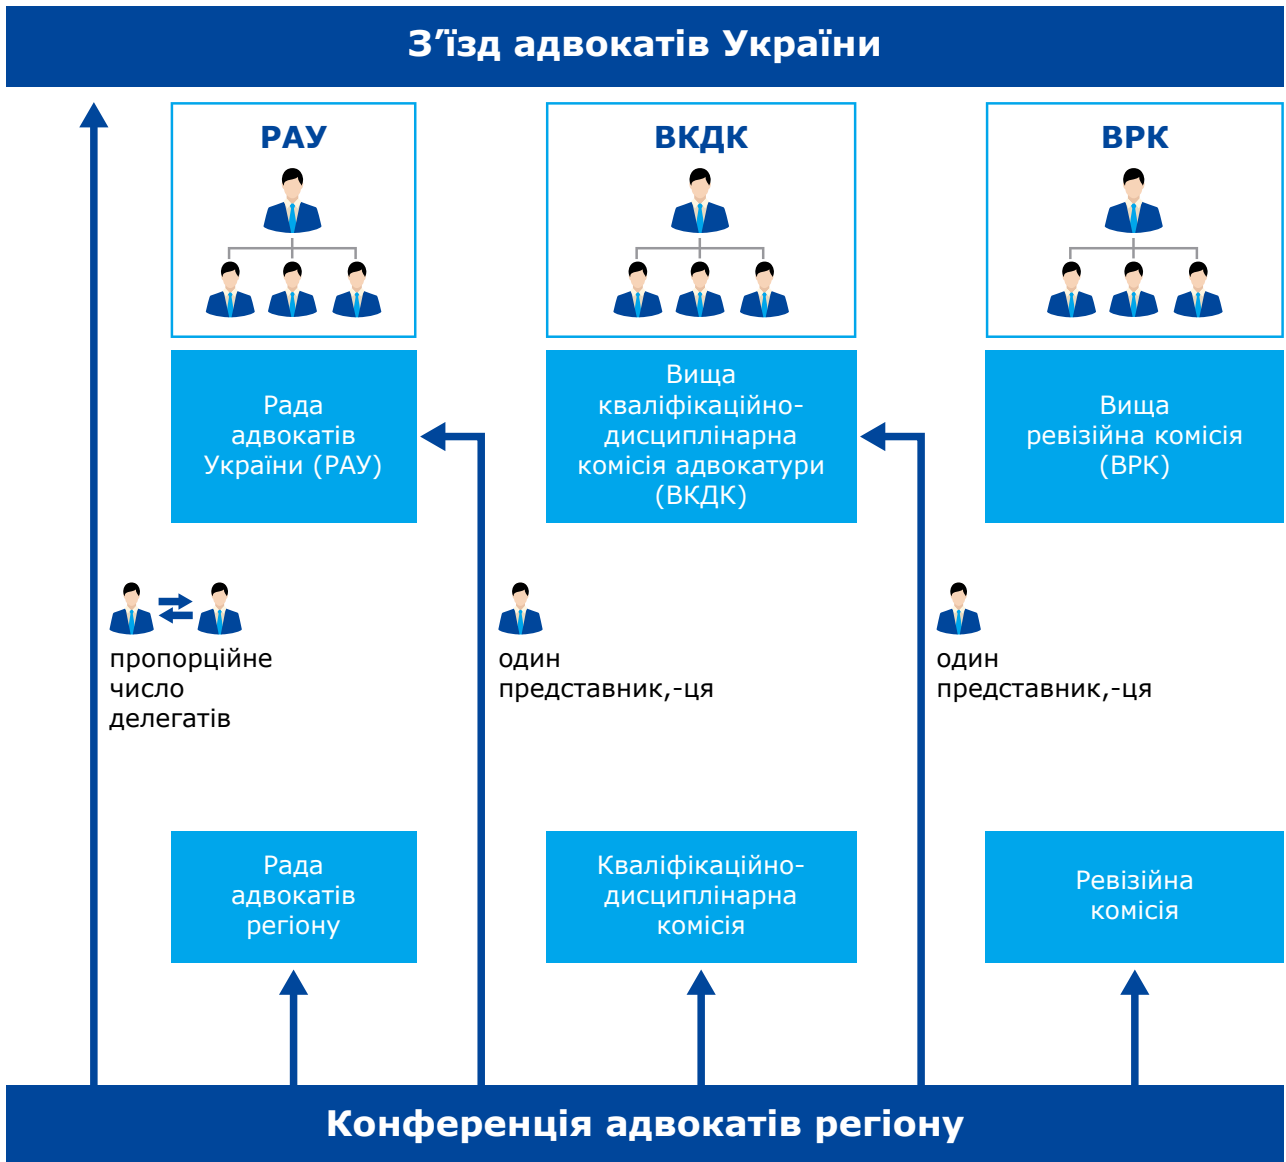 З’їзд адвокатів України
РАУ
ВКДК
ВРК
Рада
адвокатів
України (РАУ)
Вища
кваліфікаційно-
дисциплінарна
комісія адвокатури
(ВКДК)
Вища
ревізійна комісія
(ВРК)
пропорційне
число
делегатів
один
представник,-ця
один
представник,-ця
Рада
адвокатів
регіону
Кваліфікаційно-
дисциплінарна
комісія
Ревізійна
комісія
Конференція адвокатів регіону